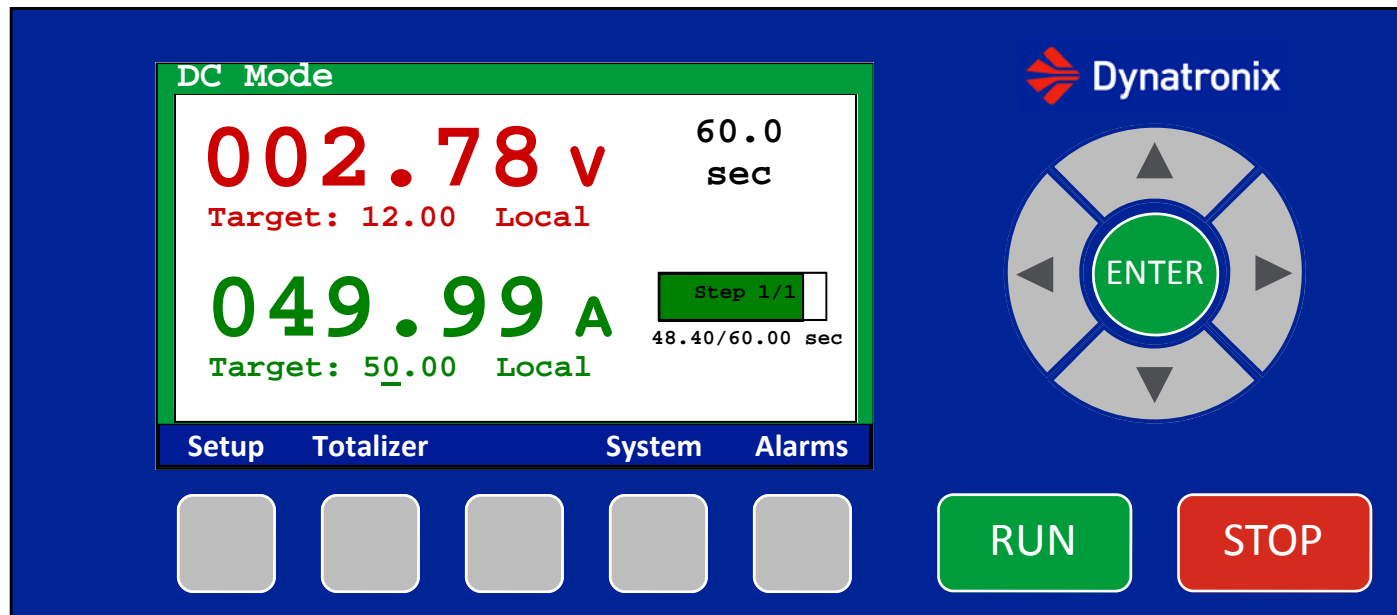 DC Mode
Dynatronix
002.78 V
60.0
sec
Target: 12.00 Local
049.99 A
Step 1/1
48.40/60.00 sec
Target: 50.00 Local
ENTER
Setup Totalizer System Alarms
RUN STOP